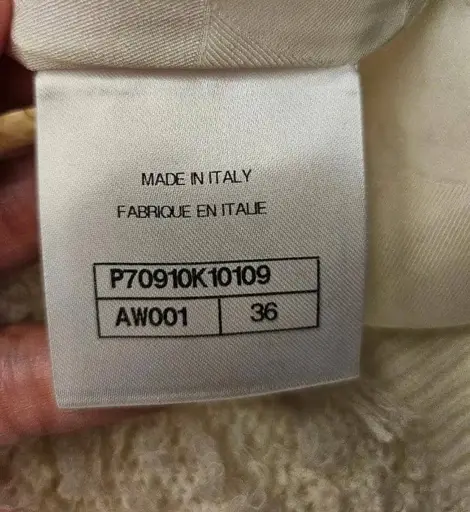 MADE IN ITALY
FABRIQUE EN ITALIE
P70910K10109
AW001 36